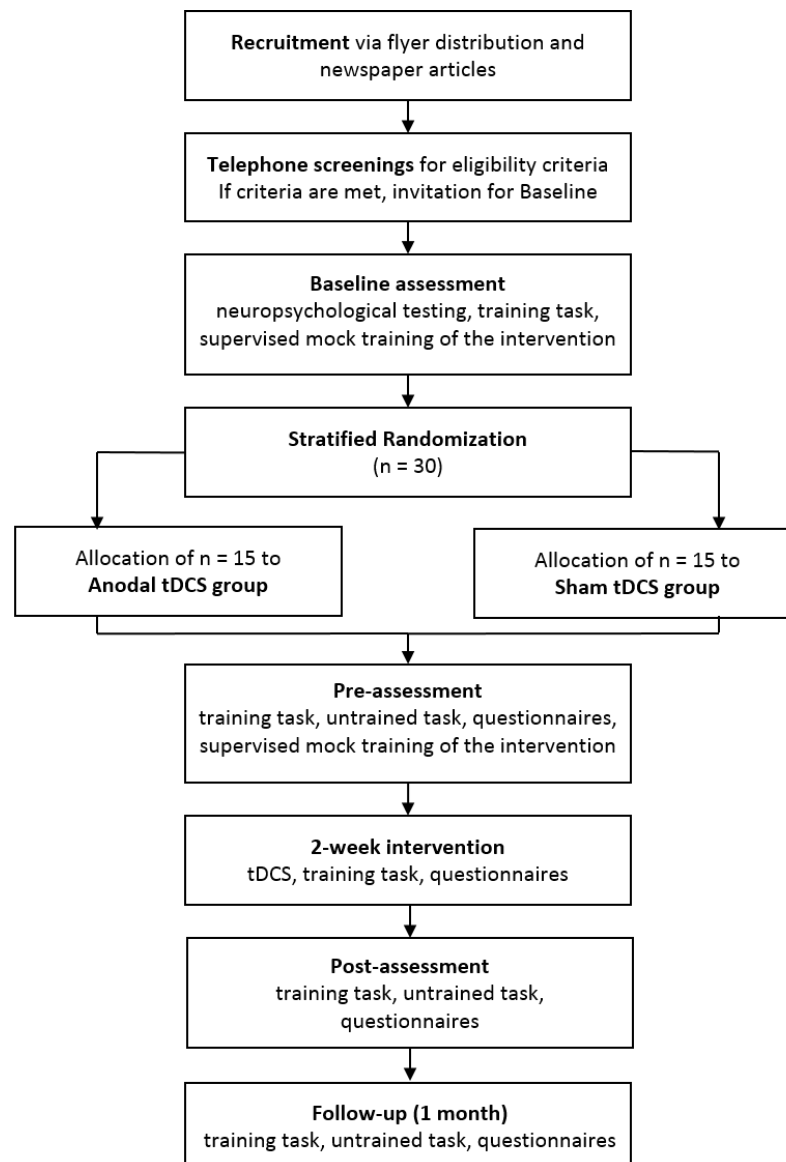 Recruitment via flyer distribution and
newspaper articles
Telephone screenings for eligibility criteria
If criteria are met, invitation for Baseline
Baseline assessment
neuropsychological testing, training task,
supervised mock training of the intervention
Stratified Randomization
(n = 30)
Allocation of n = 15 to
Anodal tDCS group
Allocation of n = 15 to
Sham tDCS group
Pre-assessment
training task, untrained task, questionnaires,
supervised mock training of the intervention
2-week intervention
tDCS, training task, questionnaires
Post-assessment
training task, untrained task,
questionnaires
Follow-up (1 month)
training task, untrained task, questionnaires